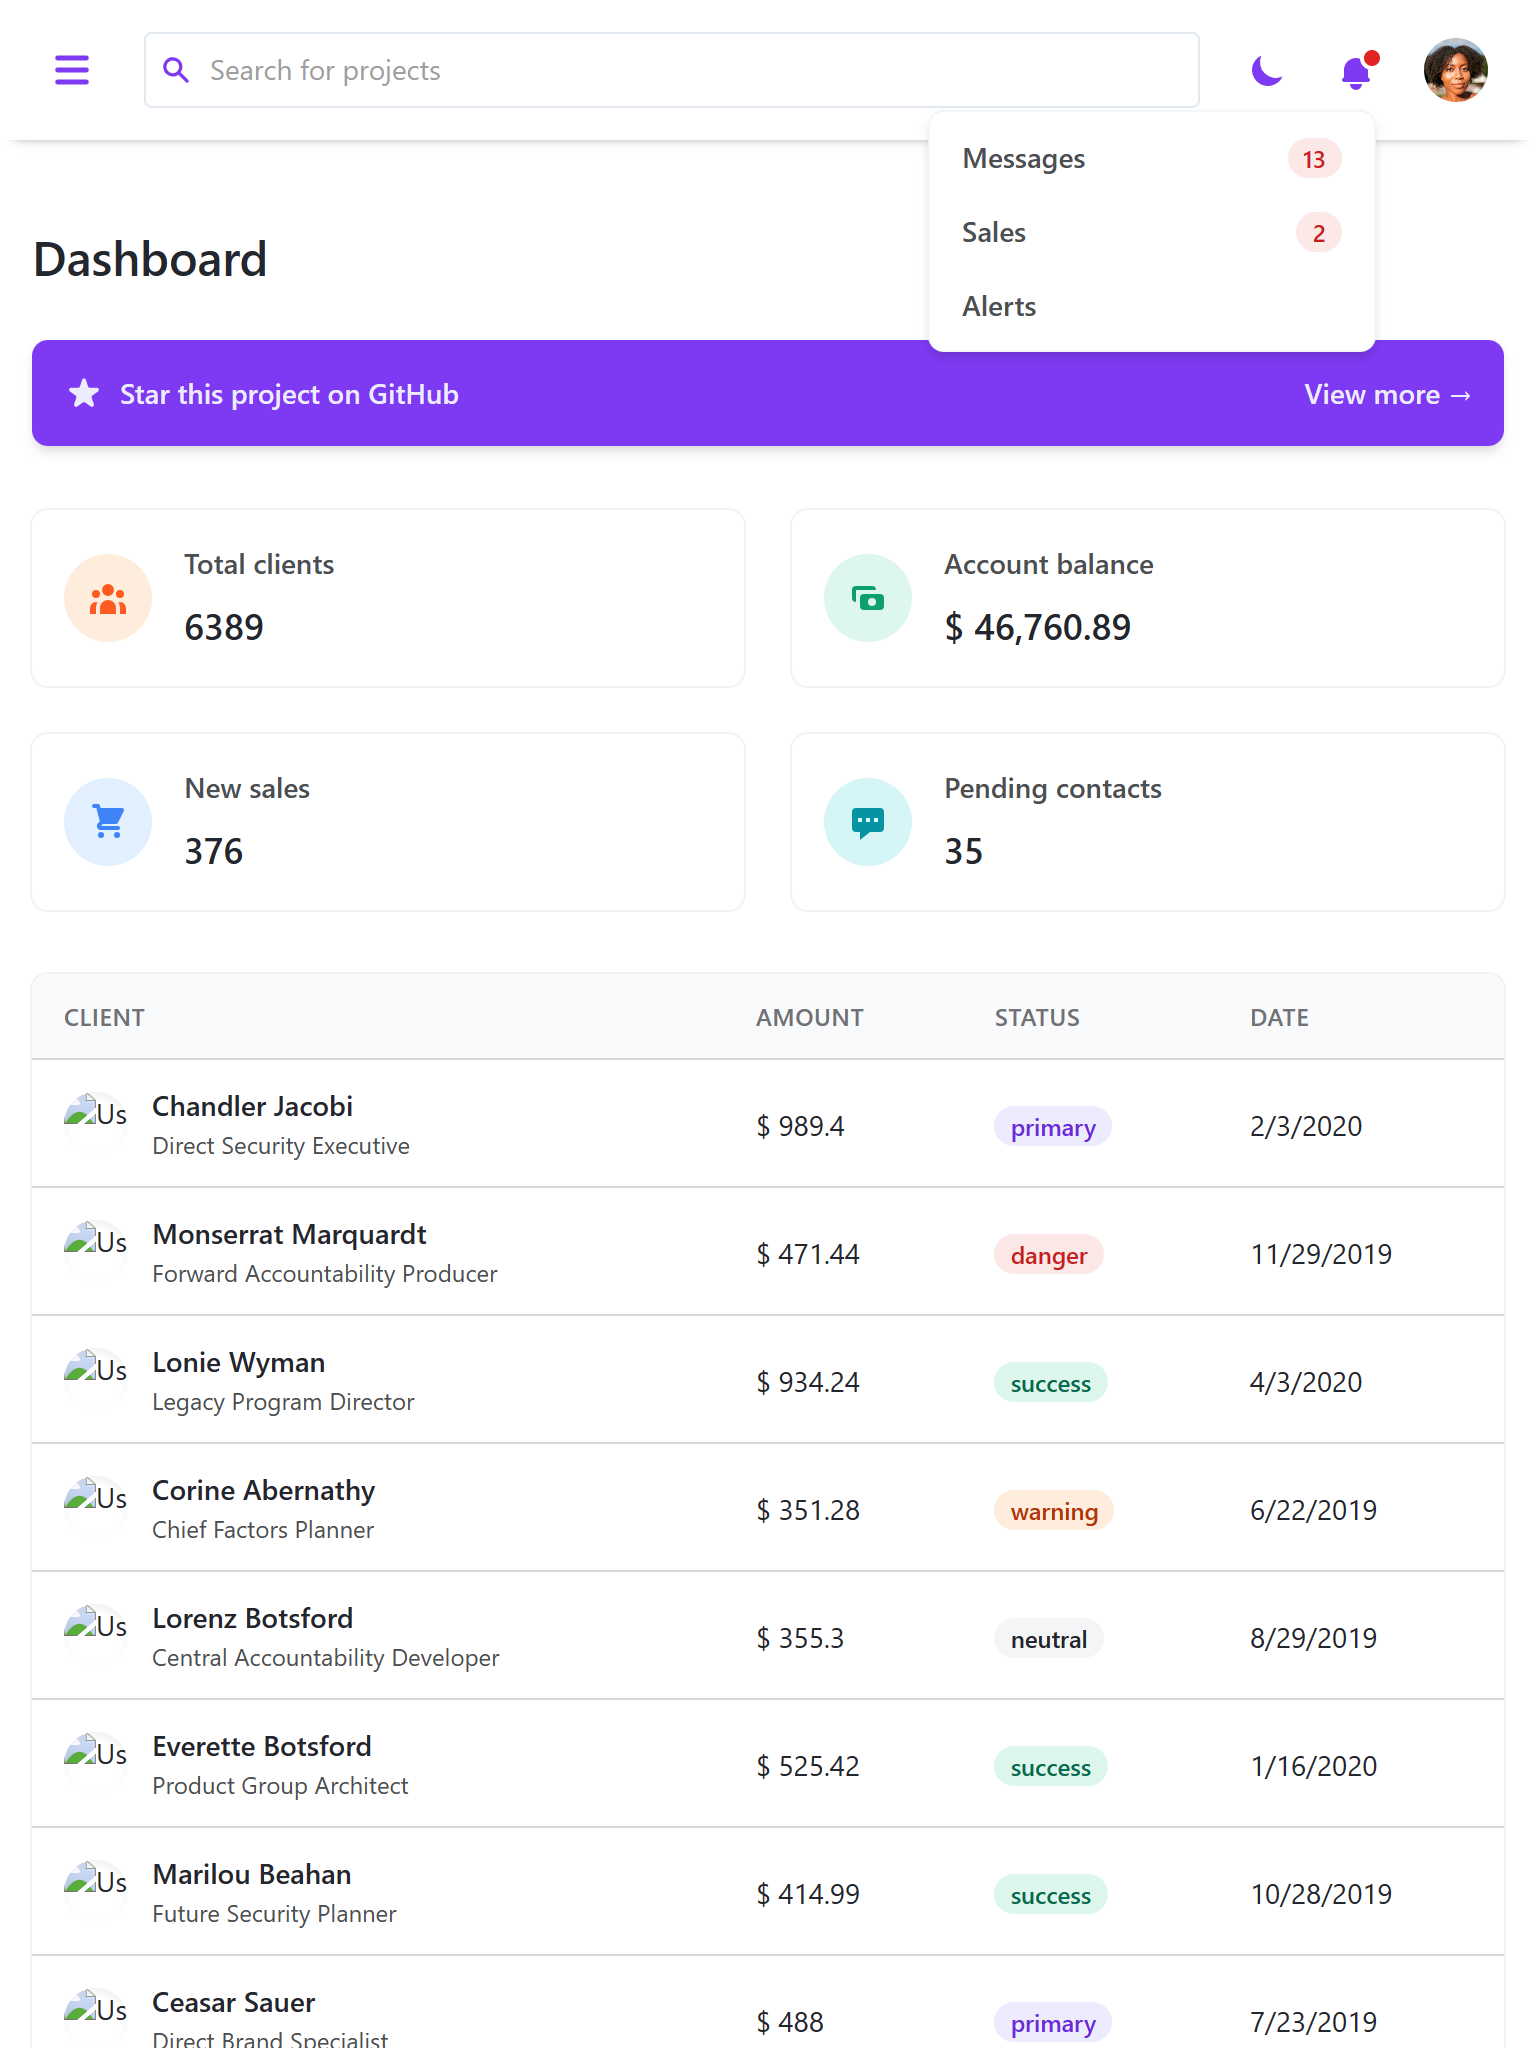 Search for projects
Messages 13
Sales 2
Alerts
Dashboard
Star this project on GitHub
View more →
Total clients
6389
Account balance
$ 46,760.89
New sales
376
Pending contacts
35
CLIENT AMOUNT STATUS DATE
Us Chandler Jacobi
Direct Security Executive
$ 989.4 primary 2/3/2020
Us Monserrat Marquardt
Forward Accountability Producer
$ 471.44 danger 11/29/2019
Us Lonie Wyman
Legacy Program Director
$ 934.24 success 4/3/2020
Us Corine Abernathy
Chief Factors Planner
$ 351.28 warning 6/22/2019
Us Lorenz Botsford
Central Accountability Developer
$ 355.3 neutral 8/29/2019
Us Everette Botsford
Product Group Architect
$ 525.42 success 1/16/2020
Us Marilou Beahan
Future Security Planner
$ 414.99 success 10/28/2019
Us Ceasar Sauer
Direct Brand Specialist
$ 488 primary 7/23/2019